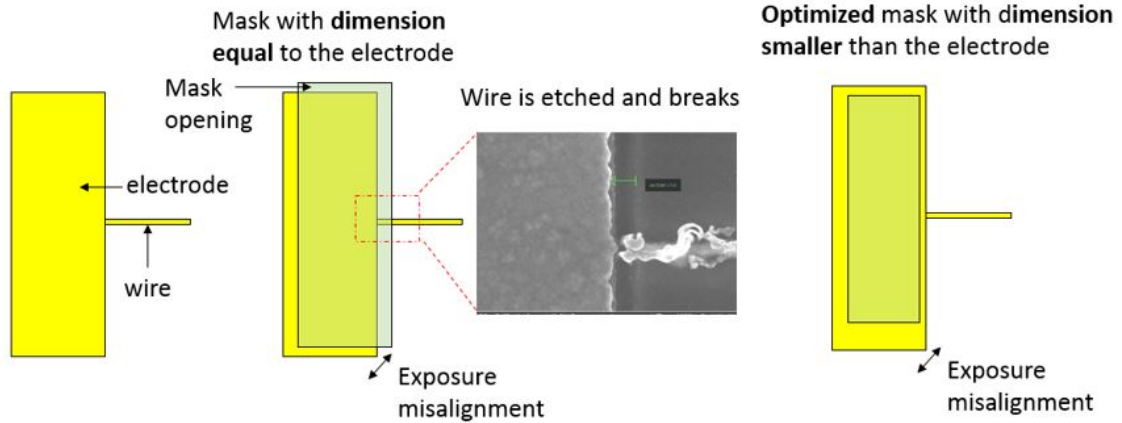 Mask with dimension
equal to the electrode
Optimized mask with dimension
smaller than the electrode
Mask
opening
Wire is etched and breaks
electrode
wire
Exposure
misalignment
Exposure
misalignment